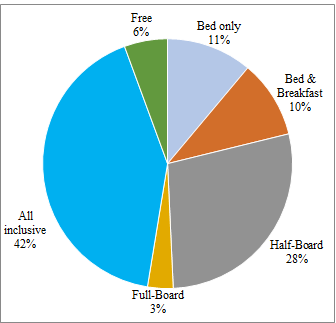 Free
6%
Bed only
11%
Bed &
Breakfast
10%
Half-Board
28%
Full-Board
3%
All
inclusive
42%